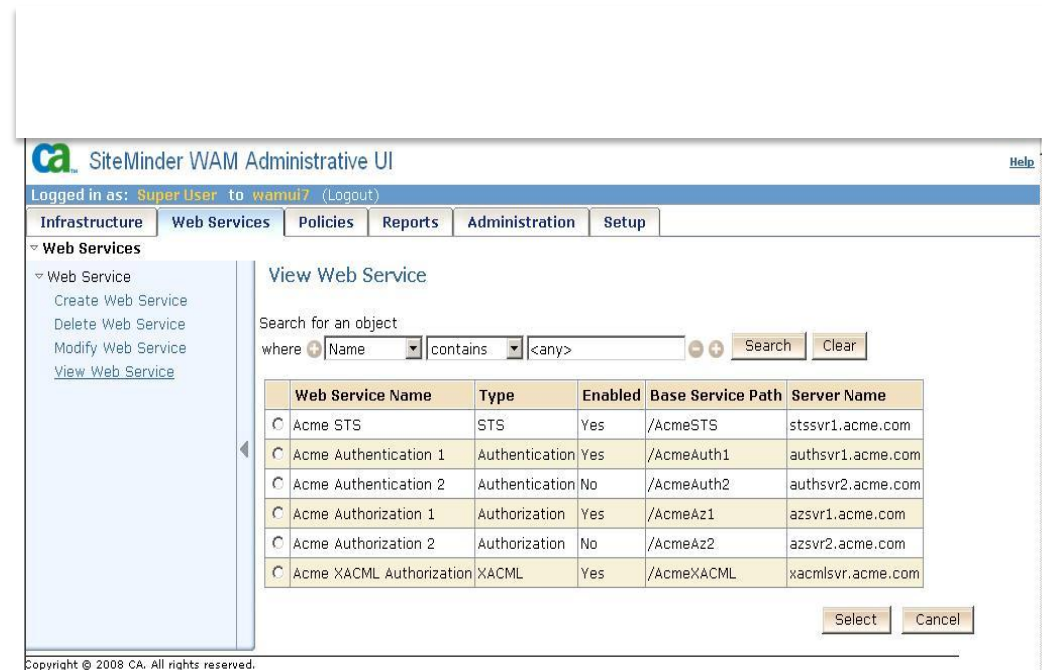 ca™ SiteMinder WAM Administrative UI
Help
Logged in as: Super User to wamui7 (Logout)
Infrastructure Web Services Policies Reports Administration Setup
Web Services
Web Service
Create Web Service
Delete Web Service
Modify Web Service
View Web Service
View Web Service
Search for an object
where Name contains <any> Search Clear
Web Service Name Type Enabled Base Service Path Server Name
Acme STS STS Yes /AcmeSTS stssvr1.acme.com
Acme Authentication 1 Authentication Yes /AcmeAuth1 authsvr1.acme.com
Acme Authentication 2 Authentication No /AcmeAuth2 authsvr2.acme.com
Acme Authorization 1 Authorization Yes /AcmeAz1 azsvr1.acme.com
Acme Authorization 2 Authorization No /AcmeAz2 azsvr2.acme.com
Acme XACML Authorization XACML Yes /AcmeXACML xacmlsvr.acme.com
Select Cancel
Copyright © 2008 CA. All rights reserved.